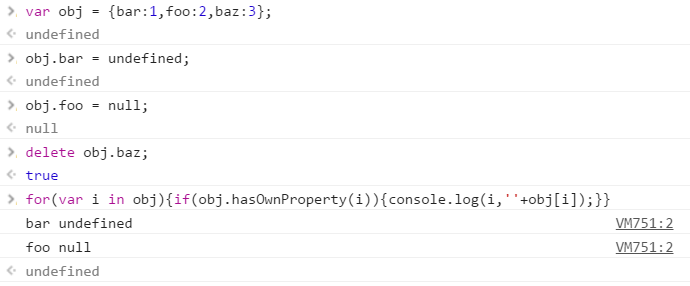 var obj = {bar:1,foo:2,baz:3};
undefined
obj.bar = undefined;
undefined
obj.foo = null;
null
delete obj.baz;
true
for(var i in obj){if(obj.hasOwnProperty(i)){console.log(i,''+obj[i]);}}
bar undefined VM751:2
foo null VM751:2
undefined